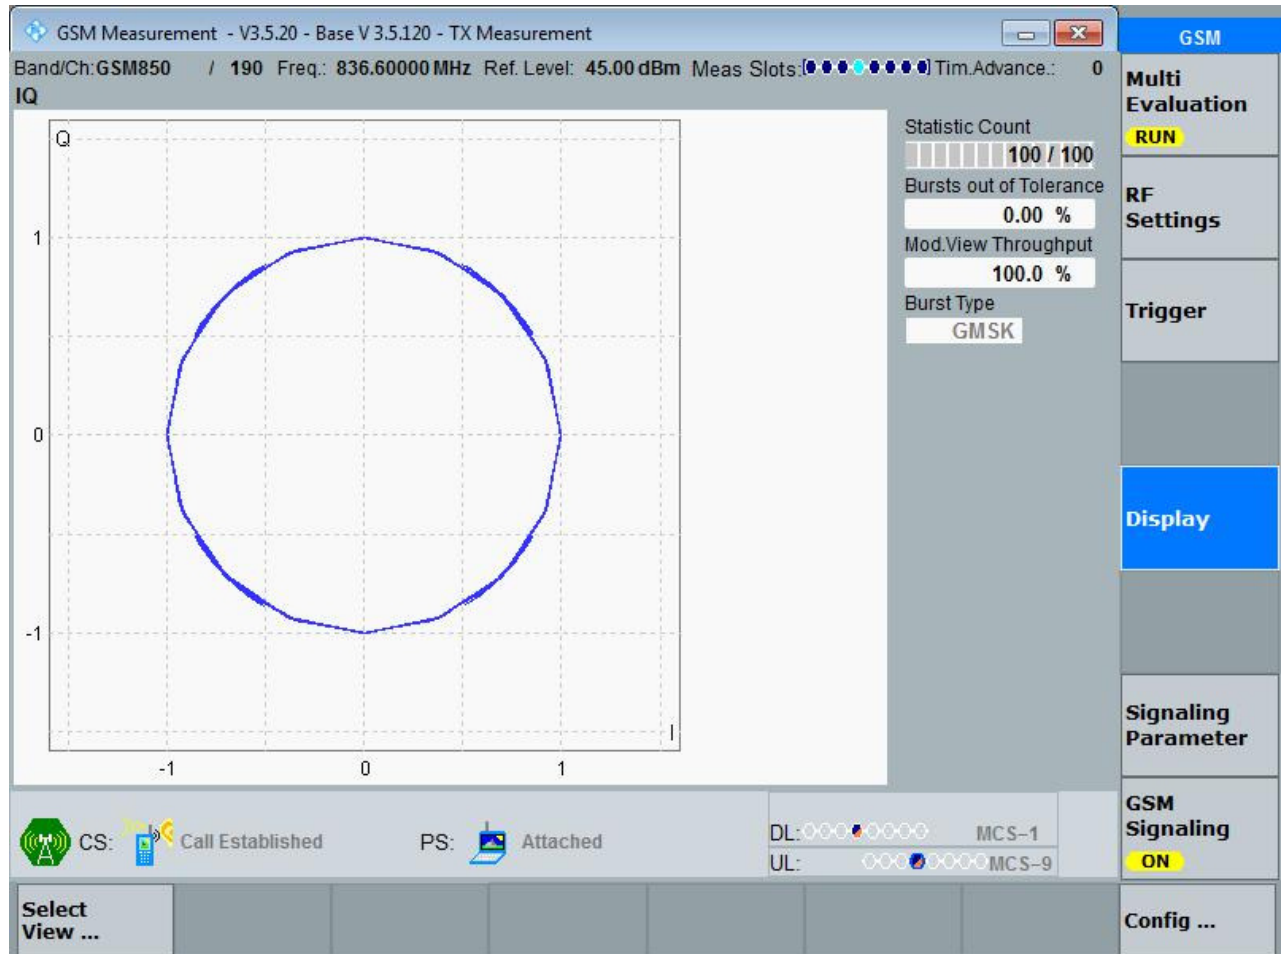 GSM Measurement - V3.5.20 - Base V 3.5.120 - TX Measurement
GSM
Band/Ch:GSM850 / 190 Freq.: 836.60000 MHz Ref. Level: 45.00 dBm Meas Slots: Tim.Advance.: 0
IQ
Multi
Evaluation
RUN
Q
Statistic Count
100 / 100
Bursts out of Tolerance
0.00 %
Mod.View Throughput
100.0 %
Burst Type
GMSK
RF
Settings
Trigger
1
0
-1
I
-1 0 1
Display
Signaling
Parameter
GSM
Signaling
ON
CS: Call Established PS: Attached
DL: MCS-1
UL: MCS-9
Select
View ...
Config ...